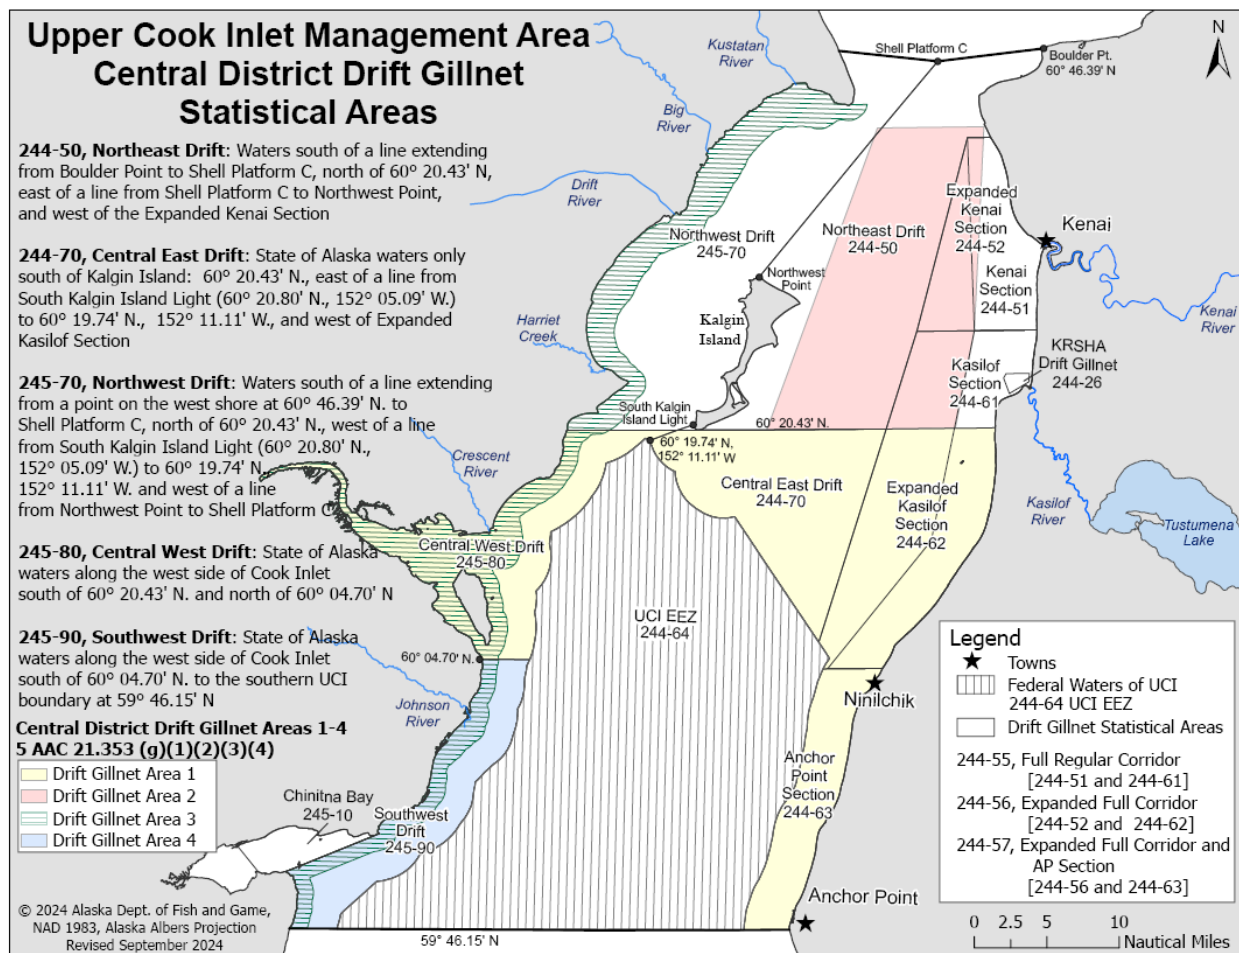 Upper Cook Inlet Management Area
Central District Drift Gillnet
Statistical Areas
244-50, Northeast Drift: Waters south of a line extending
from Boulder Point to Shell Platform C, north of 60° 20.43' N,
east of a line from Shell Platform C to Northwest Point,
and west of the Expanded Kenai Section
244-70, Central East Drift: State of Alaska waters only
south of Kalgin Island: 60° 20.43' N., east of a line from
South Kalgin Island Light (60° 20.80' N., 152° 05.09' W.)
to 60° 19.74' N., 152° 11.11' W., and west of Expanded
Kasilof Section
245-70, Northwest Drift: Waters south of a line extending
from a point on the west shore at 60° 46.39' N. to
Shell Platform C, north of 60° 20.43' N., west of a line
from South Kalgin Island Light (60° 20.80' N.,
152° 05.09' W.) to 60° 19.74' N.,
152° 11.11' W. and west of a line
from Northwest Point to Shell Platform C
245-80, Central West Drift: State of Alaska
waters along the west side of Cook Inlet
south of 60° 20.43' N. and north of 60° 04.70' N
245-90, Southwest Drift: State of Alaska
waters along the west side of Cook Inlet
south of 60° 04.70' N. to the southern UCI
boundary at 59° 46.15' N
Central District Drift Gillnet Areas 1-4
5 AAC 21.353 (g)(1)(2)(3)(4)
Drift Gillnet Area 1
Drift Gillnet Area 2
Drift Gillnet Area 3
Drift Gillnet Area 4
Chinitna Bay
245-10
© 2024 Alaska Dept. of Fish and Game,
NAD 1983, Alaska Albers Projection
Revised September 2024
Kustatan
River
Big
River
Drift
River
Harriet
Creek
Crescent
River
Johnson
River
Shell Platform C
Boulder Pt.
60° 46.39' N
N
Northwest Drift
245-70
Northeast Drift
244-50
Expanded
Kenai
Section
244-52
Kenai
Section
244-51
Kenai
Kenai
River
Northwest
Point
Kalgin
Island
KRSHA
Drift Gillnet
244-26
Kasilof
Section
244-61
South Kalgin
Island Light
60° 20.43' N.
60° 19.74' N,
152° 11.11' W
Central East Drift
244-70
Expanded
Kasilof
Section
244-62
Kasilof
River
Tustumena
Lake
Central West Drift
245-80
UCI EEZ
244-64
60° 04.70' N.
Ninilchik
Anchor
Point
Section
244-63
Southwest
Drift
245-90
Anchor Point
59° 46.15' N
Legend
Towns
Federal Waters of UCI
244-64 UCI EEZ
Drift Gillnet Statistical Areas
244-55, Full Regular Corridor
[244-51 and 244-61]
244-56, Expanded Full Corridor
[244-52 and 244-62]
244-57, Expanded Full Corridor and
AP Section
[244-56 and 244-63]
0 2.5 5 10
Nautical Miles